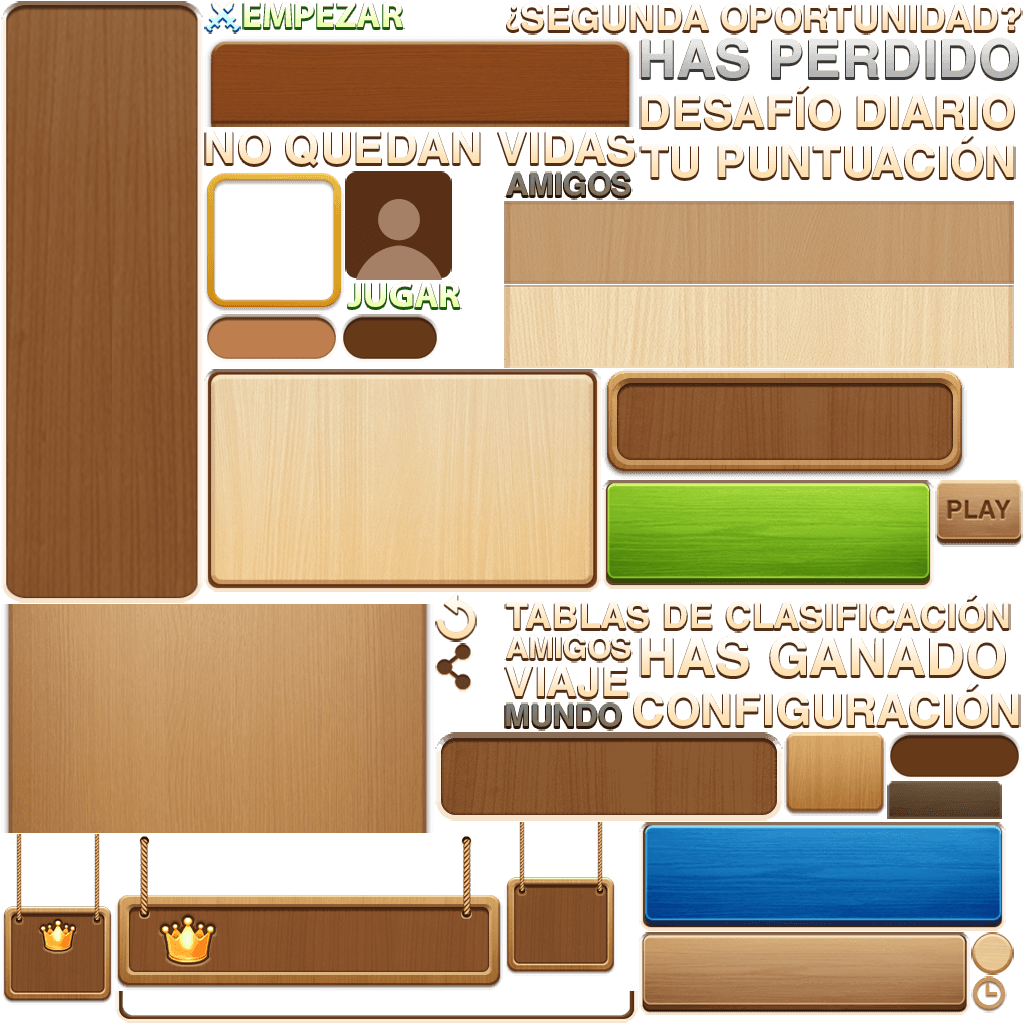 EMPEZAR
¿SEGUNDA OPORTUNIDAD?
HAS PERDIDO
DESAFÍO DIARIO
NO QUEDAN VIDAS
TU PUNTUACIÓN
AMIGOS
JUGAR
PLAY
TABLAS DE CLASIFICACIÓN
AMIGOS
HAS GANADO
VIAJE
MUNDO
CONFIGURACIÓN